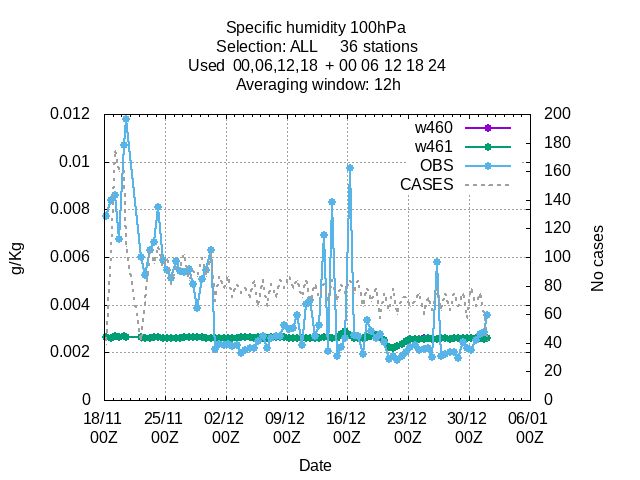 Specific humidity 100hPa
Selection: ALL 36 stations
Used 00,06,12,18 + 00 06 12 18 24
Averaging window: 12h
w460
w461
OBS
CASES
0.012
0.01
0.008
0.006
0.004
0.002
0
200
180
160
140
120
100
80
60
40
20
0
g/Kg
No cases
18/11 25/11 02/12 09/12 16/12 23/12 30/12 06/01
00Z 00Z 00Z 00Z 00Z 00Z 00Z 00Z
Date